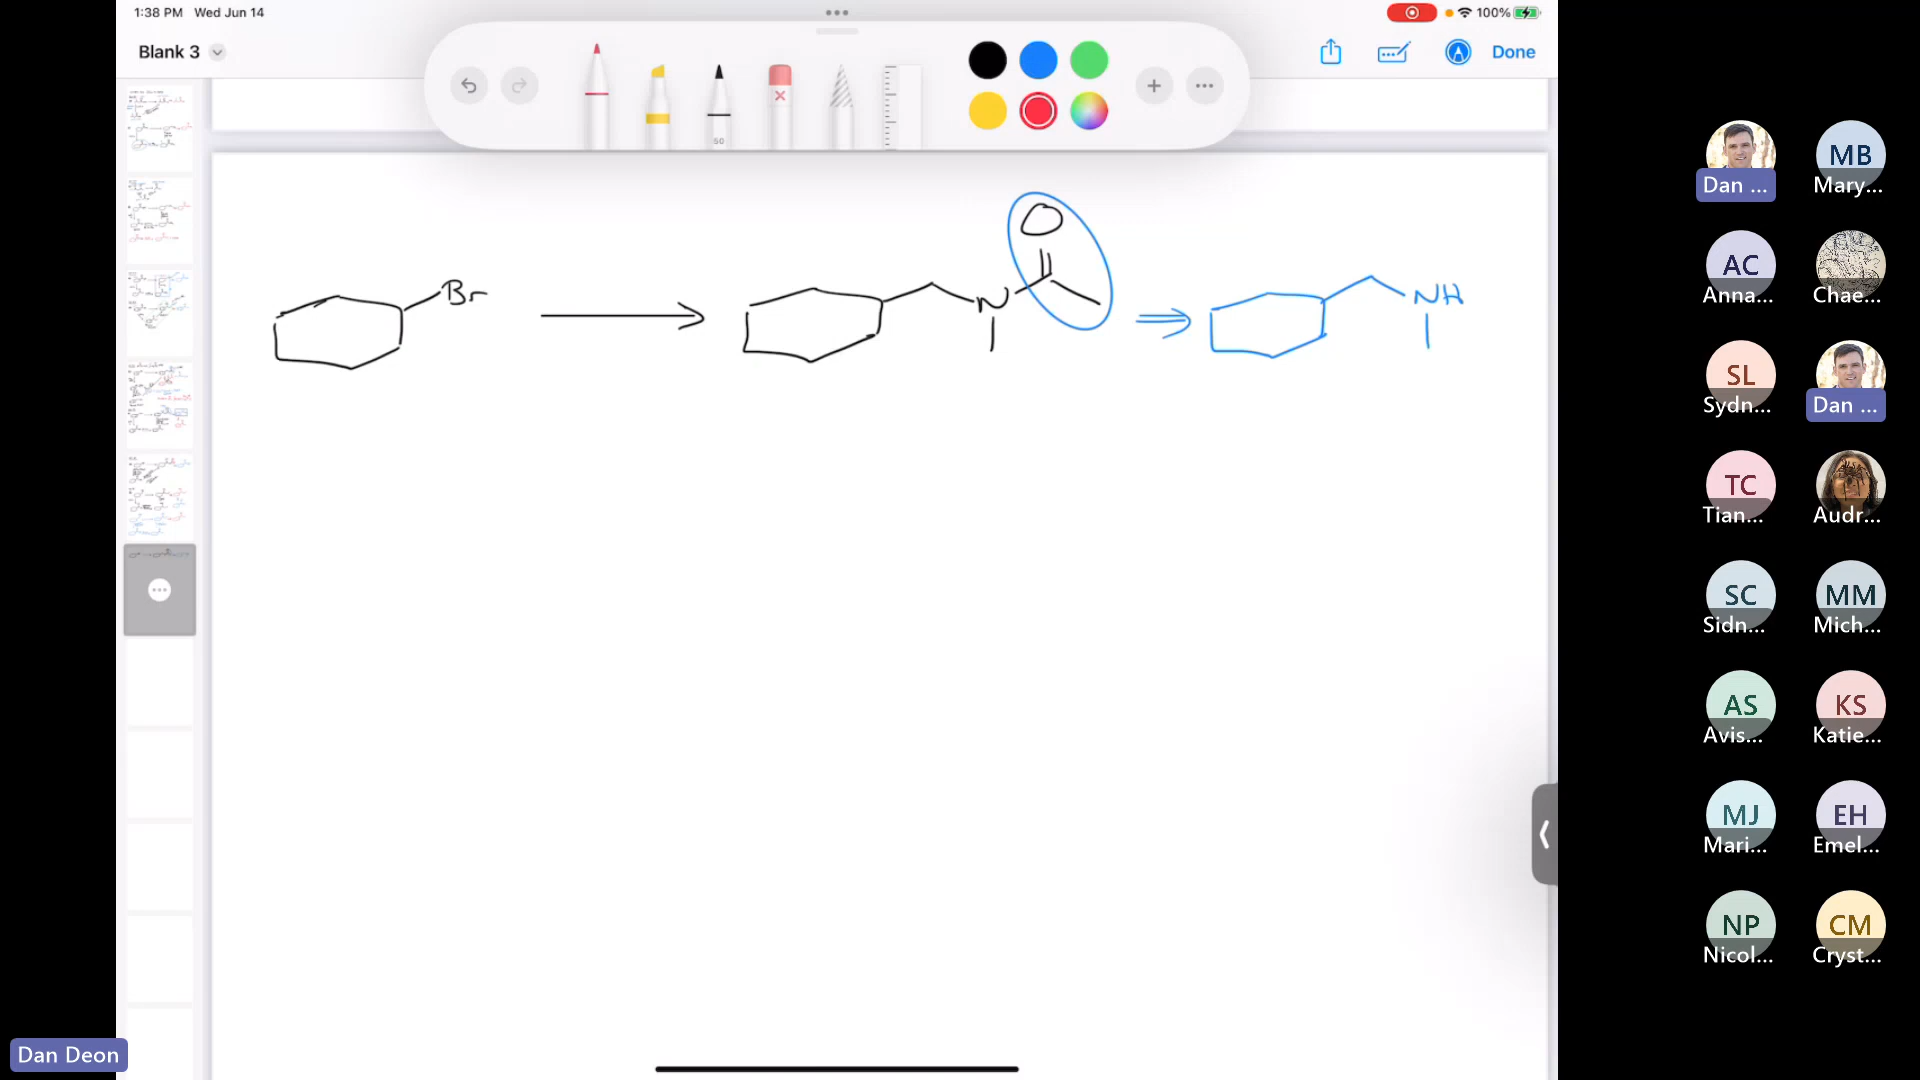 1:38 PM Wed Jun 14
100%
Blank 3
50
Done
O
Br
N
NH
Dan ...
MB
Mary...
AC
Anna...
Chae...
SL
Sydn...
Dan ...
TC
Tian...
Audr...
SC
Sidn...
MM
Mich...
AS
Avis...
KS
Katie...
MJ
Mari...
EH
Emel...
NP
Nicol...
CM
Cryst...
Dan Deon